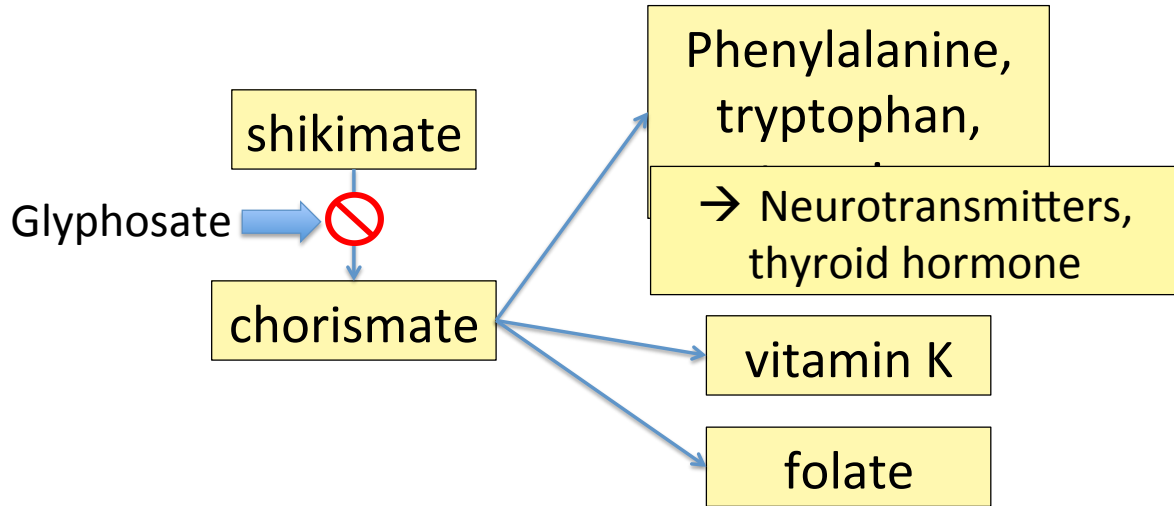 Phenylalanine,
tryptophan,
shikimate
→ Neurotransmitters,
thyroid hormone
Glyphosate
chorismate
vitamin K
folate